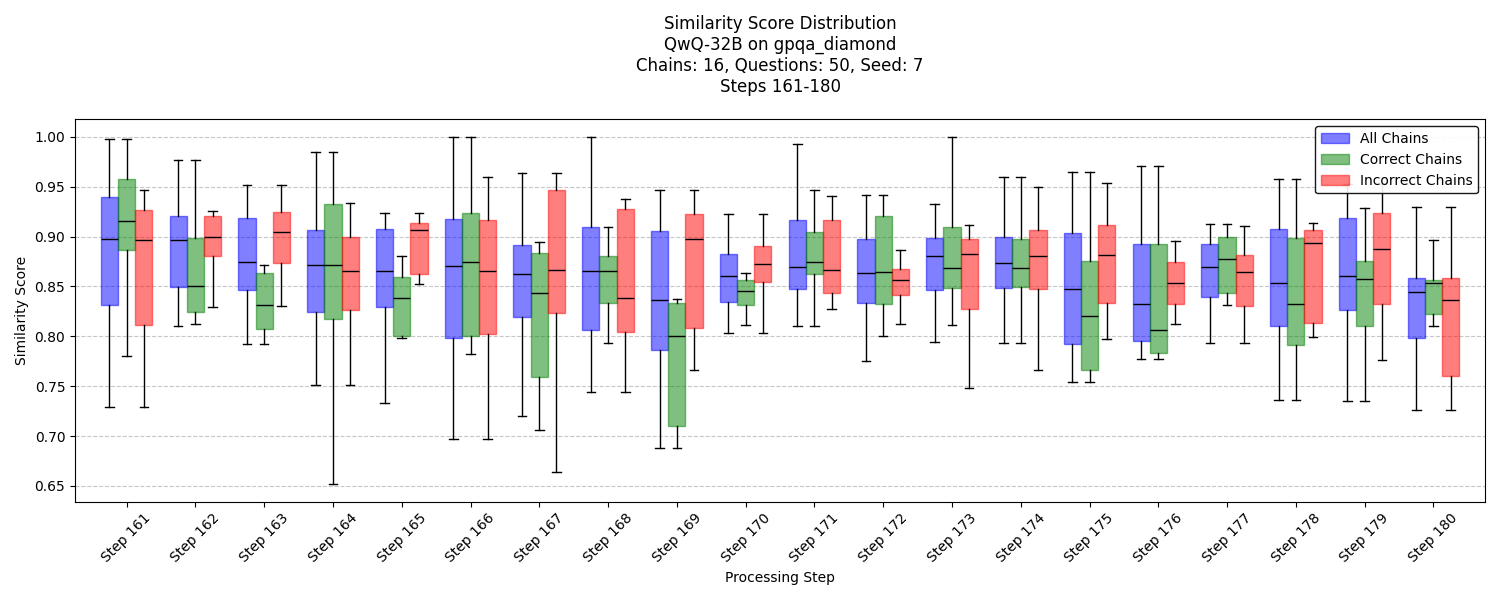 Similarity Score Distribution
QwQ-32B on gpqa_diamond
Chains: 16, Questions: 50, Seed: 7
Steps 161-180
Similarity Score
1.00
0.95
0.90
0.85
0.80
0.75
0.70
0.65
All Chains
Correct Chains
Incorrect Chains
Step 161
Step 162
Step 163
Step 164
Step 165
Step 166
Step 167
Step 168
Step 169
Step 170
Step 171
Step 172
Step 173
Step 174
Step 175
Step 176
Step 177
Step 178
Step 179
Step 180
Processing Step